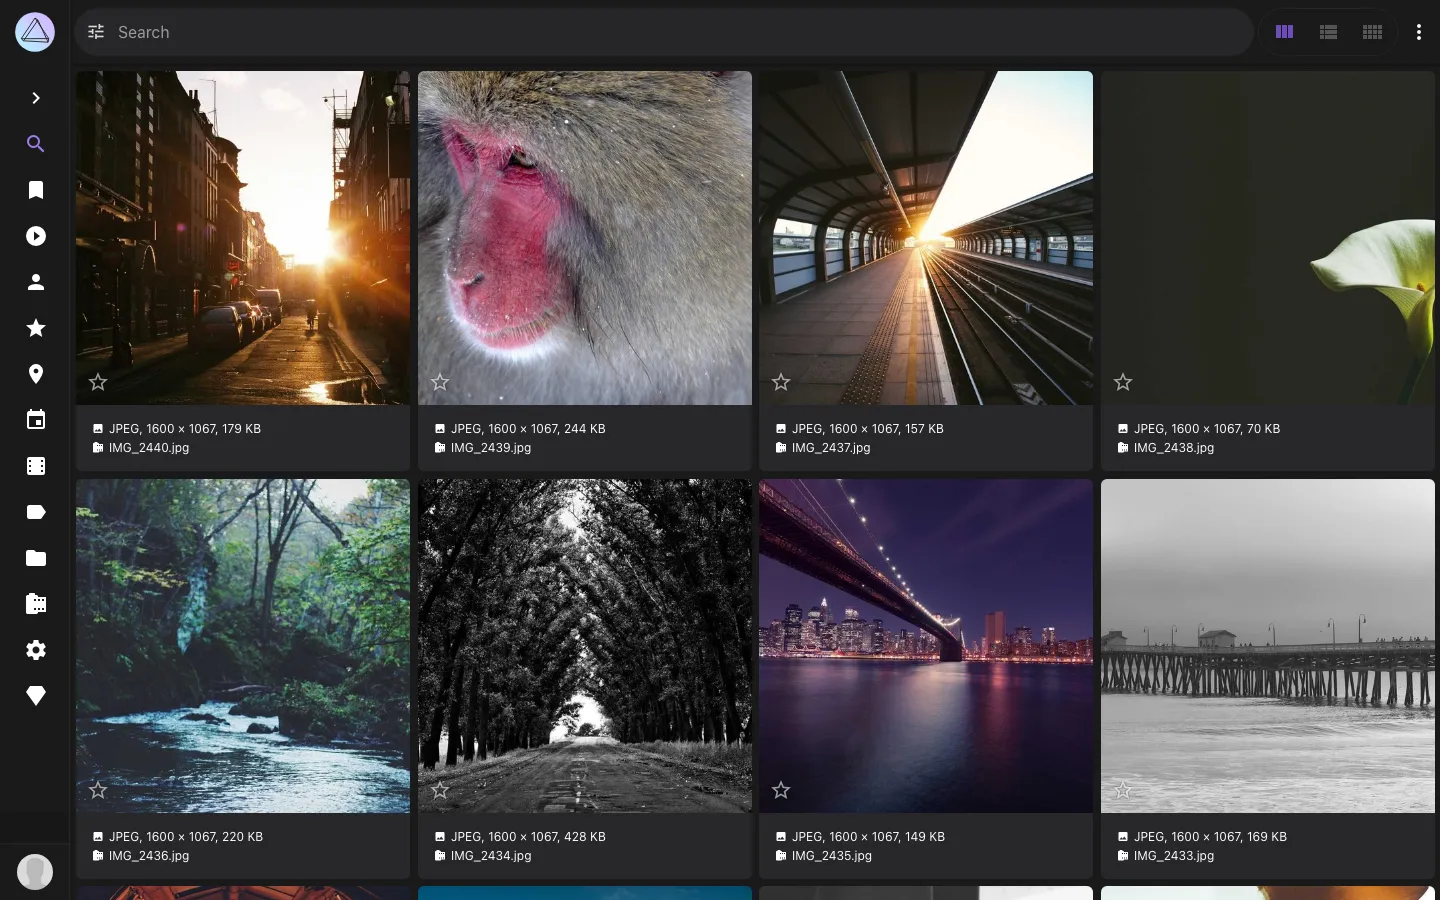 Search
JPEG, 1600 × 1067, 179 KB
IMG_2440.jpg
JPEG, 1600 × 1067, 244 KB
IMG_2439.jpg
JPEG, 1600 × 1067, 157 KB
IMG_2437.jpg
JPEG, 1600 × 1067, 70 KB
IMG_2438.jpg
JPEG, 1600 × 1067, 220 KB
IMG_2436.jpg
JPEG, 1600 × 1067, 428 KB
IMG_2434.jpg
JPEG, 1600 × 1067, 149 KB
IMG_2435.jpg
JPEG, 1600 × 1067, 169 KB
IMG_2433.jpg